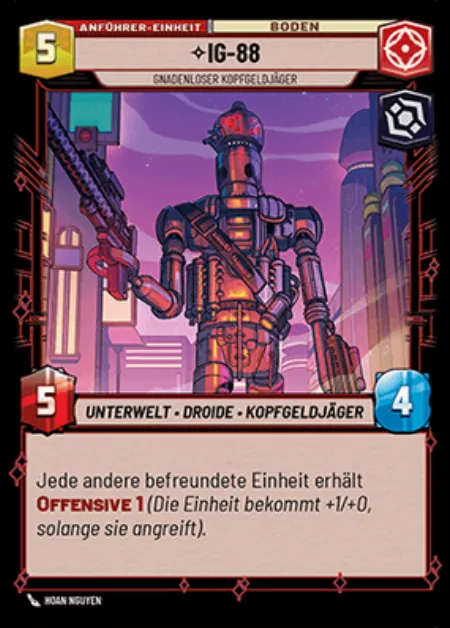 5
ANFÜHRER-EINHEIT
BODEN
IG-88
GNADENLOSER KOPFGELDJÄGER
5
UNTERWELT • DROIDE • KOPFGELDJÄGER
4
Jede andere befreundete Einheit erhält
OFFENSIVE 1 (Die Einheit bekommt +1/+0,
solange sie angreift).
HOAN NGUYEN